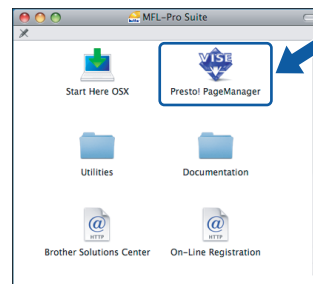 MFL-Pro Suite
VISE
Start Here OSX
Presto! PageManager
Utilities
Documentation
HTTP
HTTP
Brother Solutions Center
On-Line Registration